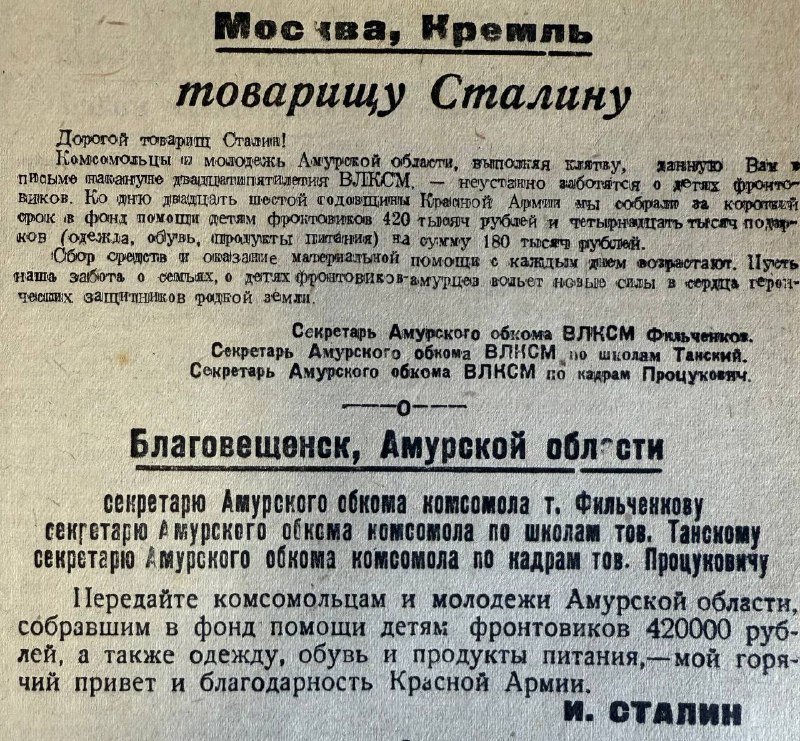 Москва, Кремль
товарищу Сталину
Дорогой товарищ Сталин!
Комсомольцы и молодежь Амурской области, выполняя клятву, данную Вам в
письме накануне двадцатипятилетия ВЛКСМ, — неустанно заботятся о детях фронто-
виков. Ко дню двадцать шестой годовщины Красной Армии мы собрали за короткий
срок в фонд помощи детям фронтовиков 420 тысяч рублей и четырнадцать тысяч подар-
ков (одежда, обувь, продукты питания) на сумму 180 тысяч рублей.
Сбор средств и оказание материальной помощи с каждым днем возрастают. Пусть
наша забота о семьях, о детях фронтовиков-амурцев вольет новые силы в сердца герои-
ческих защитников родной земли.
Секретарь Амурского обкома ВЛКСМ Фильченков.
Секретарь Амурского обкома ВЛКСМ по школам Танский.
Секретарь Амурского обкома ВЛКСМ по кадрам Процукович.
Благовещенск, Амурской области
секретарю Амурского обкома комсомола т. Фильченкову
секретарю Амурского обкома комсомола по школам тов. Танскому
секретарю Амурского обкома комсомола по кадрам тов. Процуковичу
Передайте комсомольцам и молодежи Амурской области,
собравшим в фонд помощи детям фронтовиков 420000 руб-
лей, а также одежду, обувь и продукты питания,—мой горя-
чий привет и благодарность Красной Армии.
И. СТАЛИН